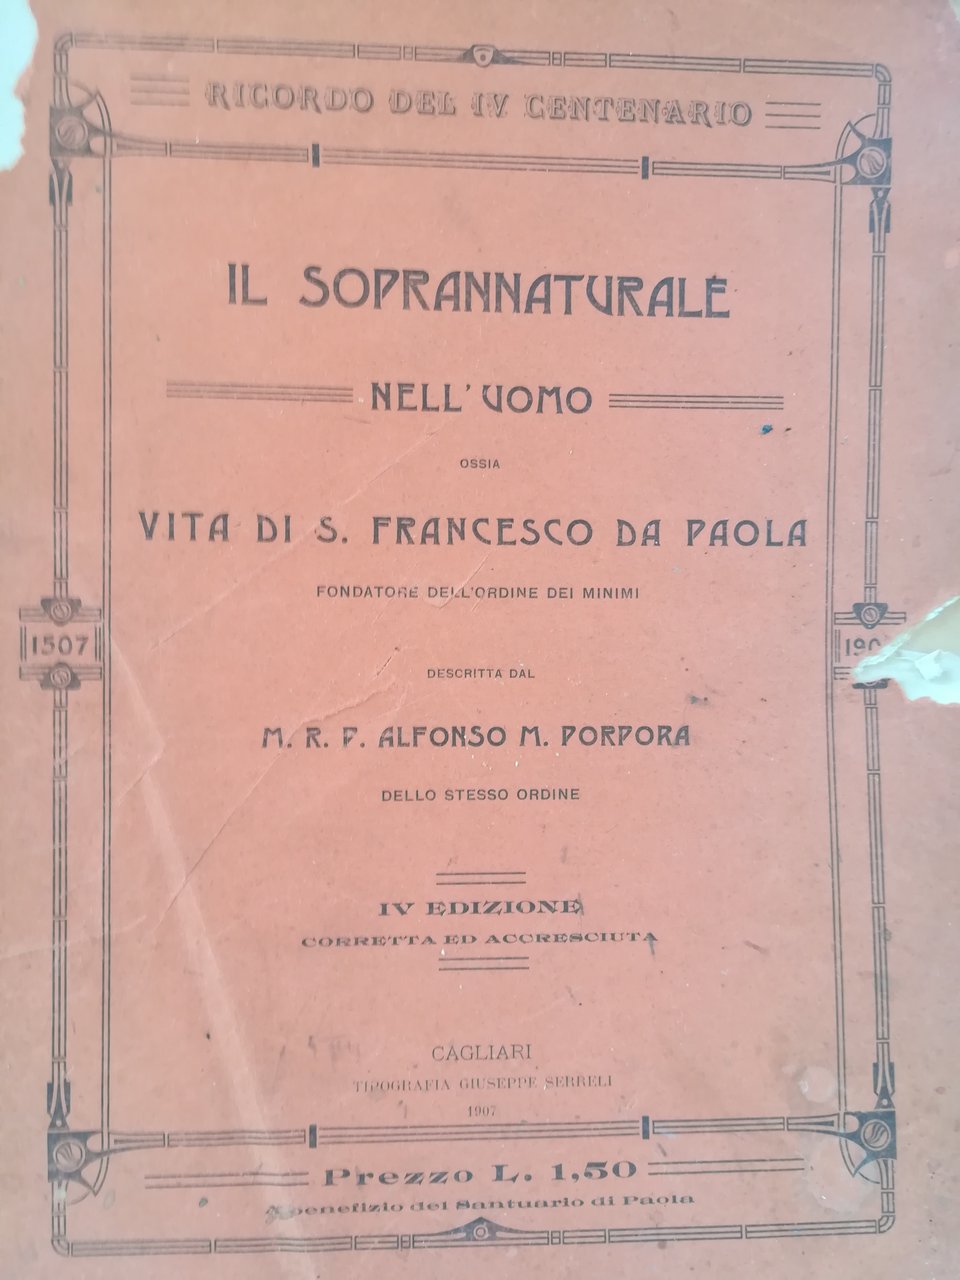 RICORDO DEL IV CENTENARIO
IL SOPRANNATURALE
NELL'UOMO
OSSIA
VITA DI S. FRANCESCO DA PAOLA
FONDATORE DELL'ORDINE DEI MINIMI
1507
DESCRITTA DAL
M. R. P. ALFONSO M. PORPORA
DELLO STESSO ORDINE
IV EDIZIONE
CORRETTA ED ACCRESCIUTA
CAGLIARI
TIPOGRAFIA GIUSEPPE SERRELI
1907
Prezzo L. 1,50
A benefizio del Santuario di Paola